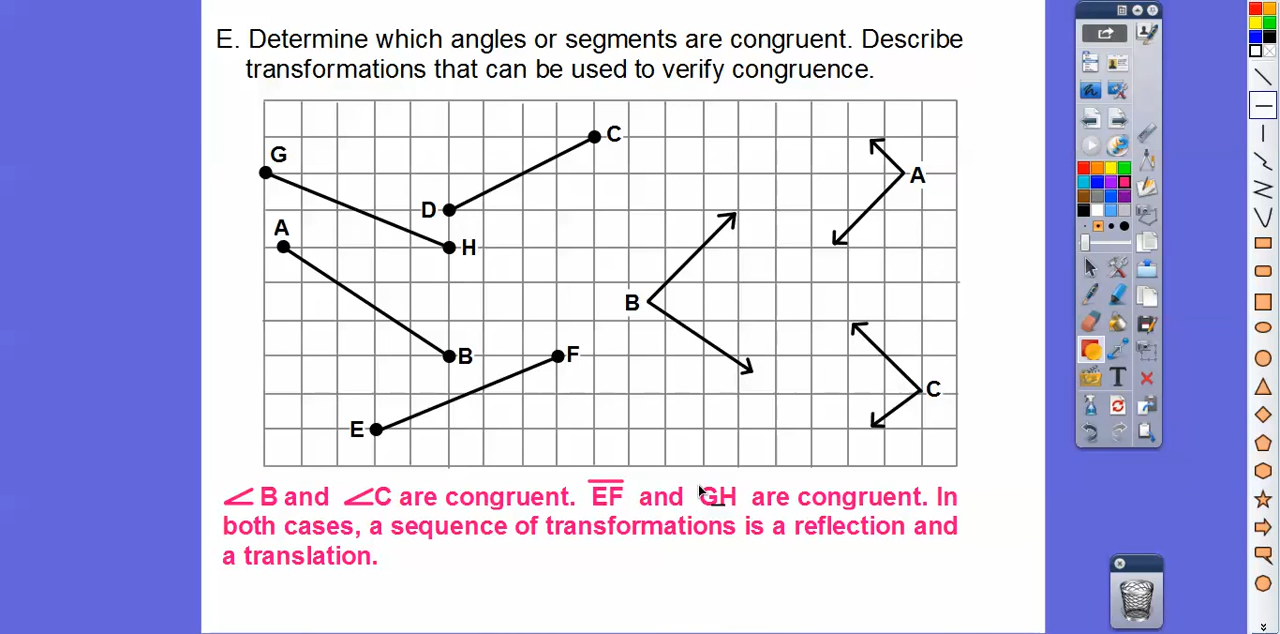 E. Determine which angles or segments are congruent. Describe
transformations that can be used to verify congruence.
C
G
A
D
A
H
B
B
F
C
E
∠B and ∠C are congruent. EF and GH are congruent. In
both cases, a sequence of transformations is a reflection and
a translation.
T